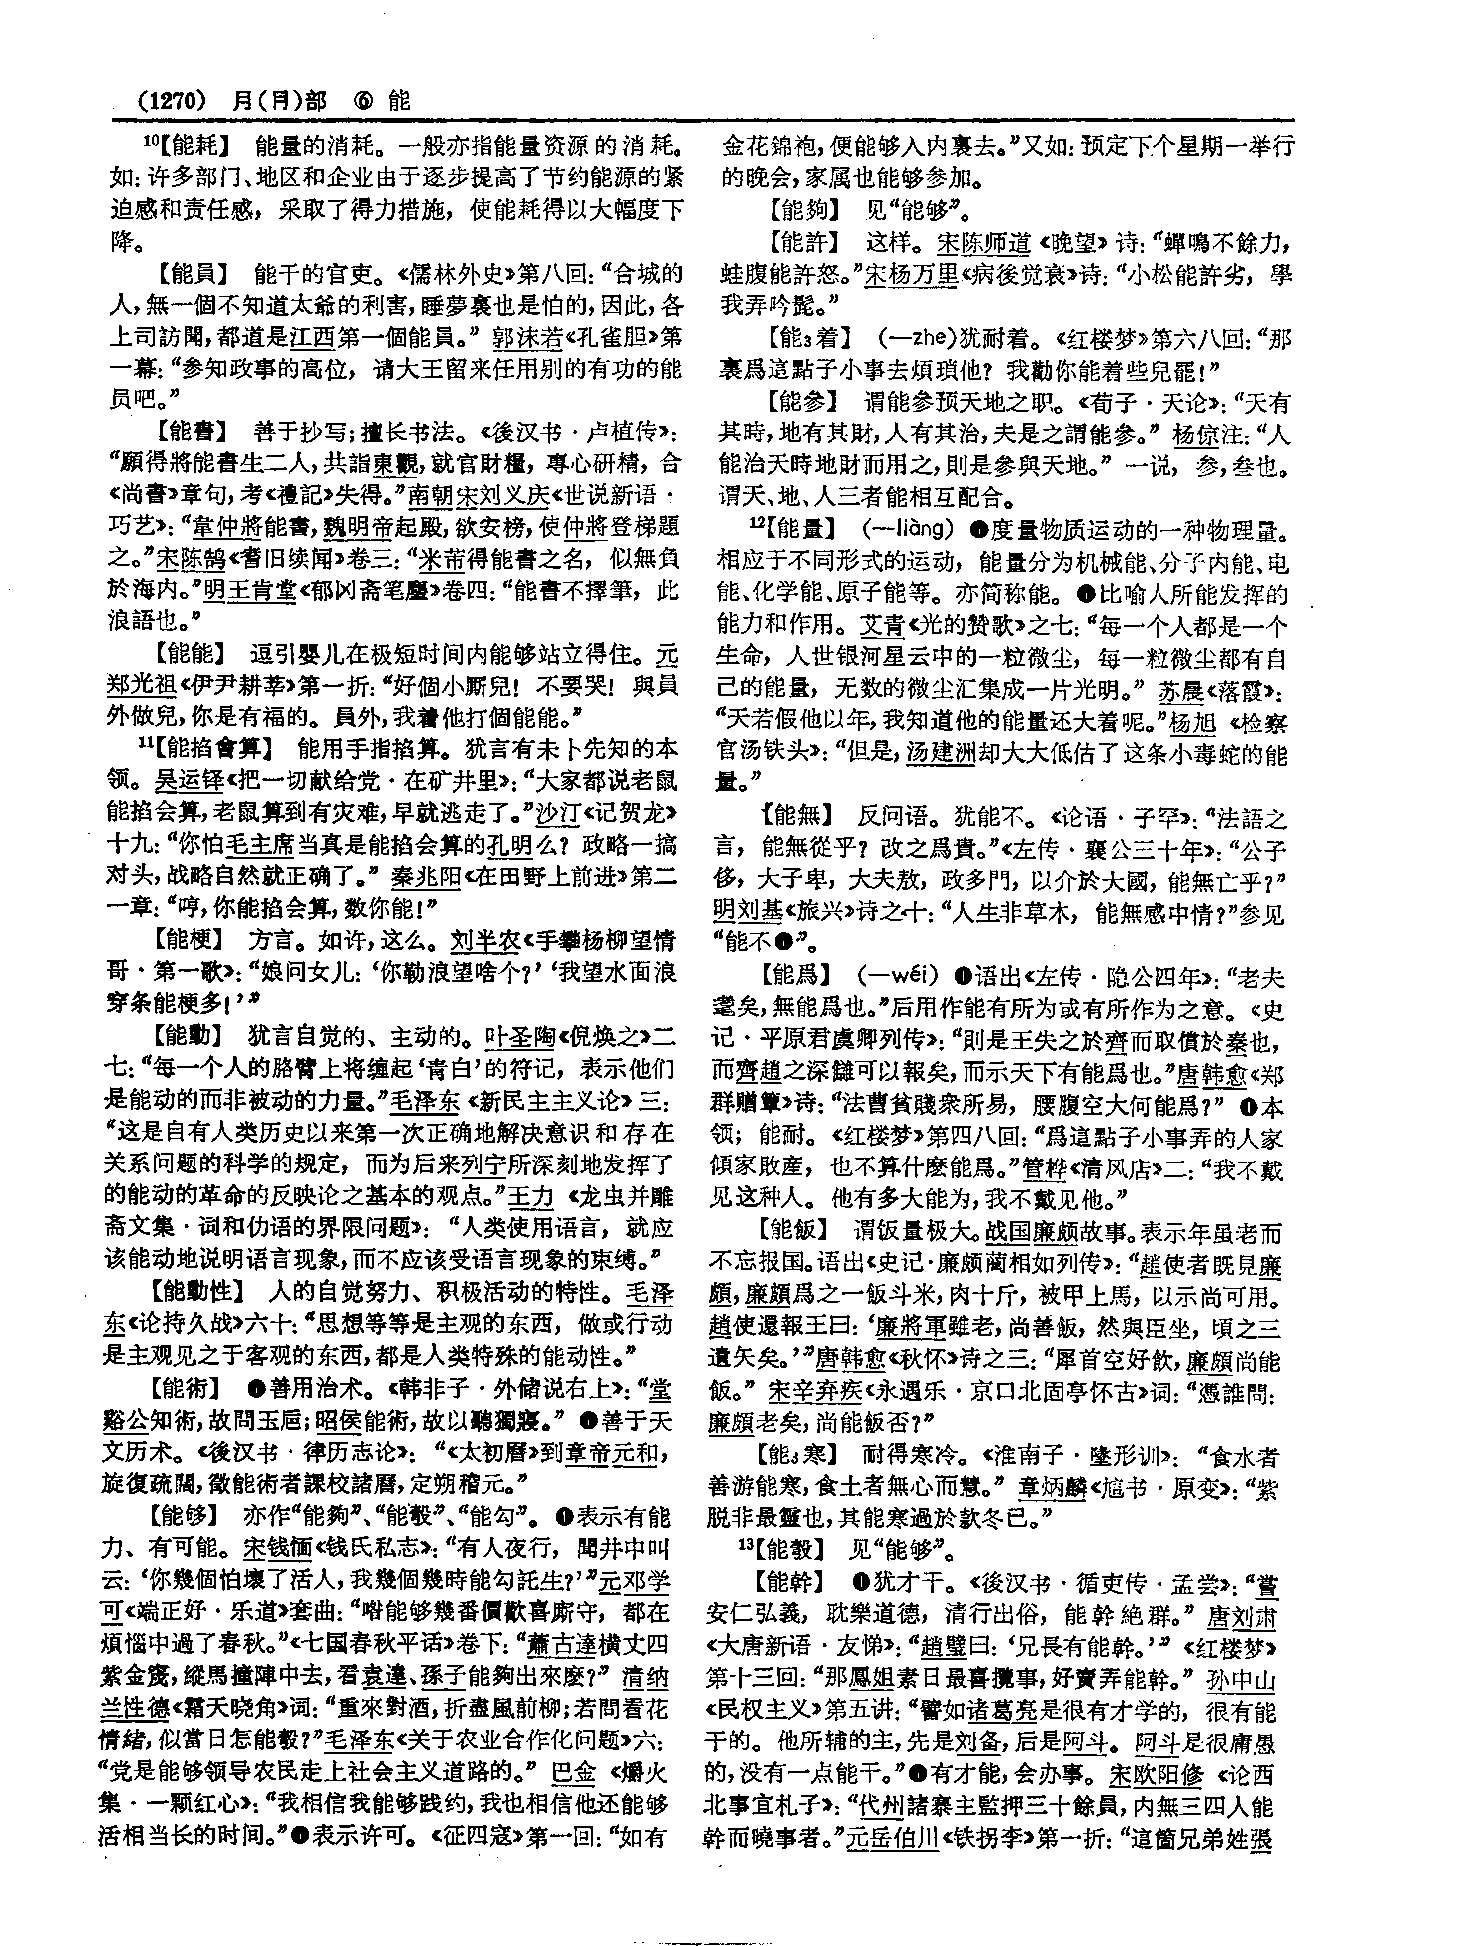 (1270) 月(⺼)部 ⑥ 能
¹⁰【能耗】 能量的消耗。一般亦指能量资源的消耗。
如：许多部门、地区和企业由于逐步提高了节约能源的紧
迫感和责任感，采取了得力措施，使能耗得以大幅度下
降。
【能員】 能干的官吏。《儒林外史》第八回：“合城的
人，無一個不知道太爺的利害，睡夢裏也是怕的，因此，各
上司訪聞，都道是江西第一個能員。” 郭沫若《孔雀胆》第
一幕：“参知政事的高位，请大王留来任用别的有功的能
员吧。”
【能書】 善于抄写；擅长书法。《後汉书·卢植传》：
“願得將能書生二人，共詣東觀，就官財糧，專心研精，合
《尚書》章句，考《禮記》失得。”南朝宋刘义庆《世说新语·
巧艺》：“韋仲將能書，魏明帝起殿，欲安榜，使仲將登梯題
之。”宋陈鹄《耆旧续闻》卷三：“米芾得能書之名，似無負
於海内。”明王肯堂《郁冈斋笔麈》卷四：“能書不擇筆，此
浪語也。”
【能能】 逗引婴儿在极短时间内能够站立得住。元
郑光祖《伊尹耕莘》第一折：“好個小厮兒！不要哭！與員
外做兒，你是有福的。員外，我着他打個能能。”
¹¹【能掐會算】 能用手指掐算。犹言有未卜先知的本
领。吴运铎《把一切献给党·在矿井里》：“大家都说老鼠
能掐会算，老鼠算到有灾难，早就逃走了。”沙汀《记贺龙》
十九：“你怕毛主席当真是能掐会算的孔明么？政略一搞
对头，战略自然就正确了。” 秦兆阳《在田野上前进》第二
一章：“哼，你能掐会算，数你能！”
【能梗】 方言。如许，这么。刘半农《手攀杨柳望情
哥·第一歌》：“娘问女儿：‘你勒浪望啥个？’‘我望水面浪
穿条能梗多！’”
【能動】 犹言自觉的、主动的。叶圣陶《倪焕之》二
七：“每一个人的胳臂上将缠起‘青白’的符记，表示他们
是能动的而非被动的力量。”毛泽东《新民主主义论》三：
“这是自有人类历史以来第一次正确地解决意识和存在
关系问题的科学的规定，而为后来列宁所深刻地发挥了
的能动的革命的反映论之基本的观点。”王力《龙虫并雕
斋文集·词和仂语的界限问题》：“人类使用语言，就应
该能动地说明语言现象，而不应该受语言现象的束缚。”
【能動性】 人的自觉努力、积极活动的特性。毛泽
东《论持久战》六十：“思想等等是主观的东西，做或行动
是主观见之于客观的东西，都是人类特殊的能动性。”
【能術】 ❶善用治术。《韩非子·外储说右上》：“堂
谿公知術，故問玉卮；昭侯能術，故以聽獨寢。” ❷善于天
文历术。《後汉书·律历志论》：“《太初曆》到章帝元和，
旋復疏闊，徵能術者課校諸曆，定朔稽元。”
【能够】 亦作“能夠”、“能彀”、“能勾”。❶表示有能
力、有可能。宋钱愐《钱氏私志》：“有人夜行，聞井中叫
云：‘你幾個怕壞了活人，我幾個幾時能勾託生？’”元邓学
可《端正好·乐道》套曲：“咱能够幾番價歡喜厮守，都在
煩惱中過了春秋。”《七国春秋平话》卷下：“蕭古達横丈四
紫金𨱇，縱馬撞陣中去，看袁達、孫子能夠出來麽？” 清纳
兰性德《霜天晓角》词：“重來對酒，折盡風前柳；若問看花
情緒，似當日怎能彀？”毛泽东《关于农业合作化问题》六：
“党是能够领导农民走上社会主义道路的。” 巴金《爝火
集·一颗红心》：“我相信我能够践约，我也相信他还能够
活相当长的时间。”❷表示许可。《征四寇》第一回：“如有
金花錦袍，便能够入内裏去。”又如：预定下个星期一举行
的晚会，家属也能够参加。
【能夠】 见“能够”。
【能許】 这样。宋陈师道《晚望》诗：“蟬鳴不餘力，
蛙腹能許怒。”宋杨万里《病後觉衰》诗：“小松能許劣，學
我弄吟髭。”
【能₃着】 (—zhe)犹耐着。《红楼梦》第六八回：“那
裏爲這點子小事去煩瑣他？我勸你能着些兒罷！”
【能參】 谓能参预天地之职。《荀子·天论》：“天有
其時，地有其財，人有其治，夫是之謂能參。” 杨倞注：“人
能治天時地財而用之，則是參與天地。” 一说，参，叁也。
谓天、地、人三者能相互配合。
¹²【能量】 (—liàng) ❶度量物质运动的一种物理量。
相应于不同形式的运动，能量分为机械能、分子内能、电
能、化学能、原子能等。亦简称能。❷比喻人所能发挥的
能力和作用。艾青《光的赞歌》之七：“每一个人都是一个
生命，人世银河星云中的一粒微尘，每一粒微尘都有自
己的能量，无数的微尘汇集成一片光明。” 苏晨《落霞》：
“天若假他以年，我知道他的能量还大着呢。”杨旭《检察
官汤铁头》：“但是，汤建洲却大大低估了这条小毒蛇的能
量。”
【能無】 反问语。犹能不。《论语·子罕》：“法語之
言，能無從乎？改之爲貴。”《左传·襄公三十年》：“公子
侈，大子卑，大夫敖，政多門，以介於大國，能無亡乎？”
明刘基《旅兴》诗之十：“人生非草木，能無感中情？”参见
“能不❶”。
【能爲】 (—wéi) ❶语出《左传·隐公四年》：“老夫
耄矣，無能爲也。”后用作能有所为或有所作为之意。《史
记·平原君虞卿列传》：“則是王失之於齊而取償於秦也，
而齊趙之深讎可以報矣，而示天下有能爲也。”唐韩愈《郑
群赠簟》诗：“法曹貧賤衆所易，腰腹空大何能爲？” ❷本
领；能耐。《红楼梦》第四八回：“爲這點子小事弄的人家
傾家敗産，也不算什麽能爲。”管桦《清风店》二：“我不戴
见这种人。他有多大能为，我不戴见他。”
【能飯】 谓饭量极大。战国廉颇故事。表示年虽老而
不忘报国。语出《史记·廉颇蔺相如列传》：“趙使者既見廉
頗，廉頗爲之一飯斗米，肉十斤，被甲上馬，以示尚可用。
趙使還報王曰：‘廉將軍雖老，尚善飯，然與臣坐，頃之三
遺矢矣。’”唐韩愈《秋怀》诗之三：“犀首空好飲，廉頗尚能
飯。” 宋辛弃疾《永遇乐·京口北固亭怀古》词：“憑誰問：
廉頗老矣，尚能飯否？”
【能₃寒】 耐得寒冷。《淮南子·墬形训》：“食水者
善游能寒，食土者無心而慧。” 章炳麟《訄书·原变》：“紫
脱非最靈也，其能寒過於款冬已。”
¹³【能彀】 见“能够”。
【能幹】 ❶犹才干。《後汉书·循吏传·孟尝》：“嘗
安仁弘義，耽樂道德，清行出俗，能幹絶群。” 唐刘肃
《大唐新语·友悌》：“趙璧曰：‘兄長有能幹。’” 《红楼梦》
第十三回：“那鳳姐素日最喜攬事，好賣弄能幹。” 孙中山
《民权主义》第五讲：“譬如诸葛亮是很有才学的，很有能
干的。他所辅的主，先是刘备，后是阿斗。阿斗是很庸愚
的，没有一点能干。”❷有才能，会办事。宋欧阳修《论西
北事宜札子》：“代州諸寨主監押三十餘員，内無三四人能
幹而曉事者。”元岳伯川《铁拐李》第一折：“這箇兄弟姓張